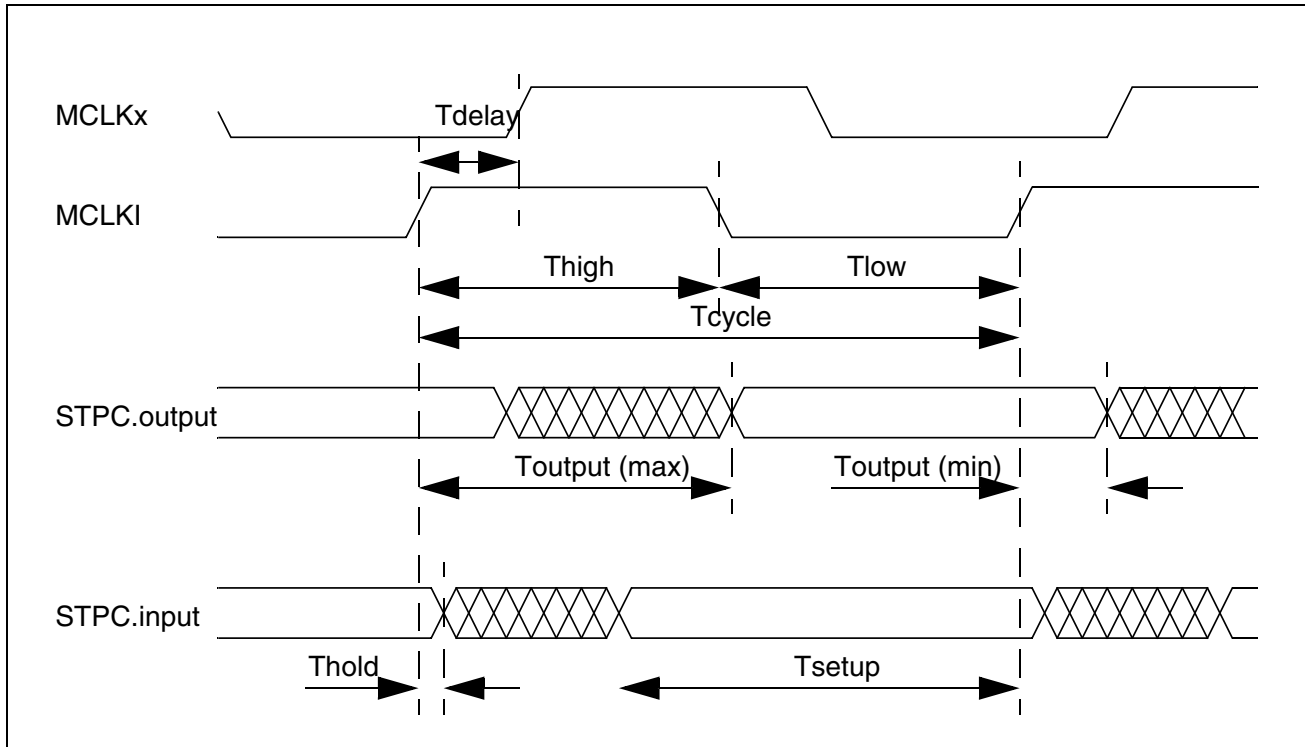 MCLKx
Tdelay
MCLKI
Thigh
Tlow
Tcycle
STPC.output
Toutput (max)
Toutput (min)
STPC.input
Thold
Tsetup